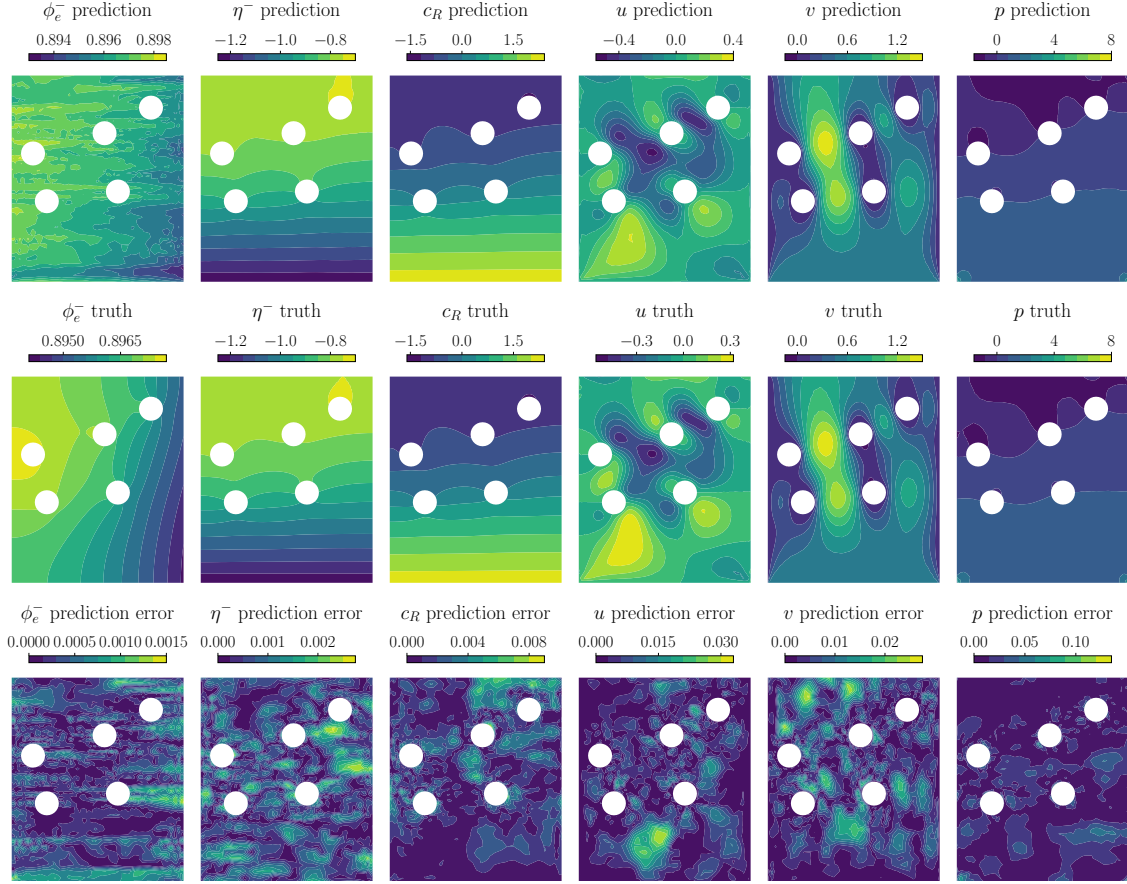 ϕₑ⁻ prediction η⁻ prediction c_R prediction u prediction v prediction p prediction
0.894 0.896 0.898 −1.2 −1.0 −0.8 −1.5 0.0 1.5 −0.4 0.0 0.4 0.0 0.6 1.2 0 4 8
ϕₑ⁻ truth η⁻ truth c_R truth u truth v truth p truth
0.8950 0.8965 −1.2 −1.0 −0.8 −1.5 0.0 1.5 −0.3 0.0 0.3 0.0 0.6 1.2 0 4 8
ϕₑ⁻ prediction error η⁻ prediction error c_R prediction error u prediction error v prediction error p prediction error
0.0000 0.0005 0.0010 0.0015 0.000 0.001 0.002 0.000 0.004 0.008 0.000 0.015 0.030 0.00 0.01 0.02 0.00 0.05 0.10